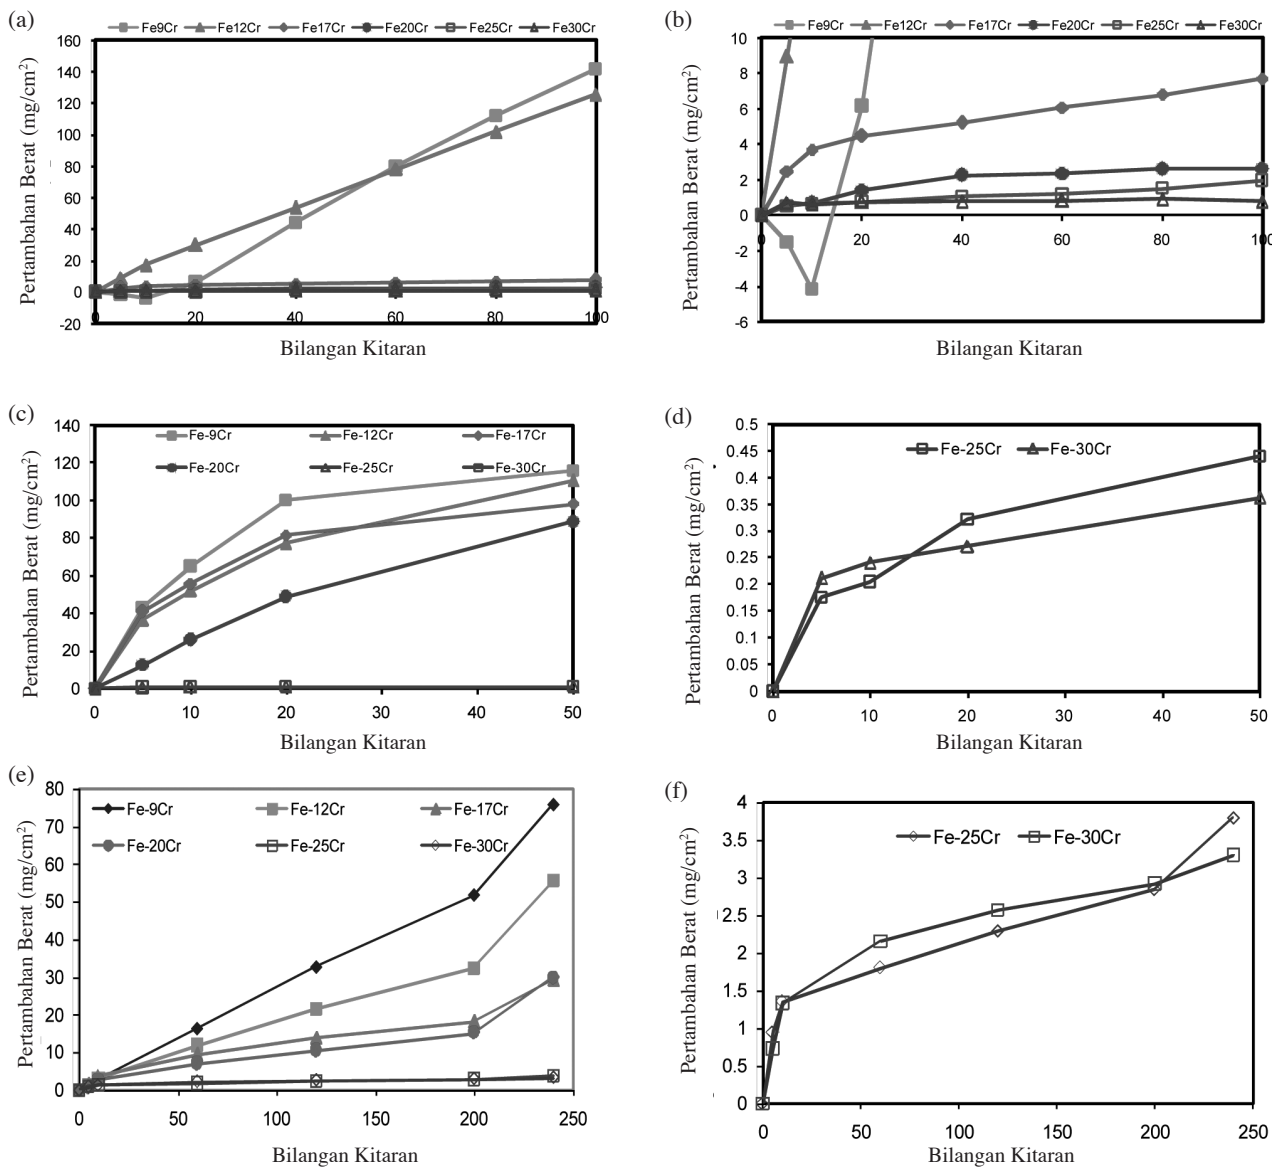 (a)
Fe9Cr Fe12Cr Fe17Cr Fe20Cr Fe25Cr Fe30Cr
160
140
120
100
80
60
40
20
0
-20
0 20 40 60 80 100
Pertambahan Berat (mg/cm²)
Bilangan Kitaran
(b)
Fe9Cr Fe12Cr Fe17Cr Fe20Cr Fe25Cr Fe30Cr
10
8
6
4
2
0
-2
-4
-6
0 20 40 60 80 100
Pertambahan Berat (mg/cm²)
Bilangan Kitaran
(c)
Fe-9Cr Fe-12Cr Fe-17Cr
Fe-20Cr Fe-25Cr Fe-30Cr
140
120
100
80
60
40
20
0
0 10 20 30 40 50
Pertambahan Berat (mg/cm²)
Bilangan Kitaran
(d)
Fe-25Cr Fe-30Cr
0.5
0.45
0.4
0.35
0.3
0.25
0.2
0.15
0.1
0.05
0
0 10 20 30 40 50
Pertambahan Berat (mg/cm²)
Bilangan Kitaran
(e)
Fe-9Cr Fe-12Cr Fe-17Cr
Fe-20Cr Fe-25Cr Fe-30Cr
80
70
60
50
40
30
20
10
0
0 50 100 150 200 250
Pertambahan Berat (mg/cm²)
Bilangan Kitaran
(f)
Fe-25Cr Fe-30Cr
4
3.5
3
2.5
2
1.5
1
0.5
0
0 50 100 150 200 250
Pertambahan Berat (mg/cm²)
Bilangan Kitaran